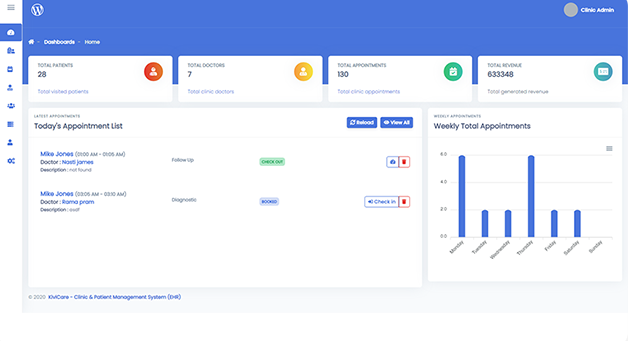 Clinic Admin
Dashboards - Home
TOTAL PATIENTS
28
Total visited patients
TOTAL DOCTORS
7
Total clinic doctors
TOTAL APPOINTMENTS
130
Total clinic appointments
TOTAL REVENUE
633348
Total generated revenue
LATEST APPOINTMENTS
Today's Appointment List
Reload
View All
Mike Jones (01:00 AM - 01:05 AM)
Doctor : Nasti james
Description : not found
Follow Up
CHECK OUT
Mike Jones (03:05 AM - 03:10 AM)
Doctor : Rama pram
Description : asdf
Diagnostic
BOOKED
Check in
WEEKLY APPOINTMENTS
Weekly Total Appointments
6.0
4.0
2.0
0.0
Monday
Tuesday
Wednesday
Thursday
Friday
Saturday
Sunday
© 2020 KiviCare - Clinic & Patient Management System (EHR)